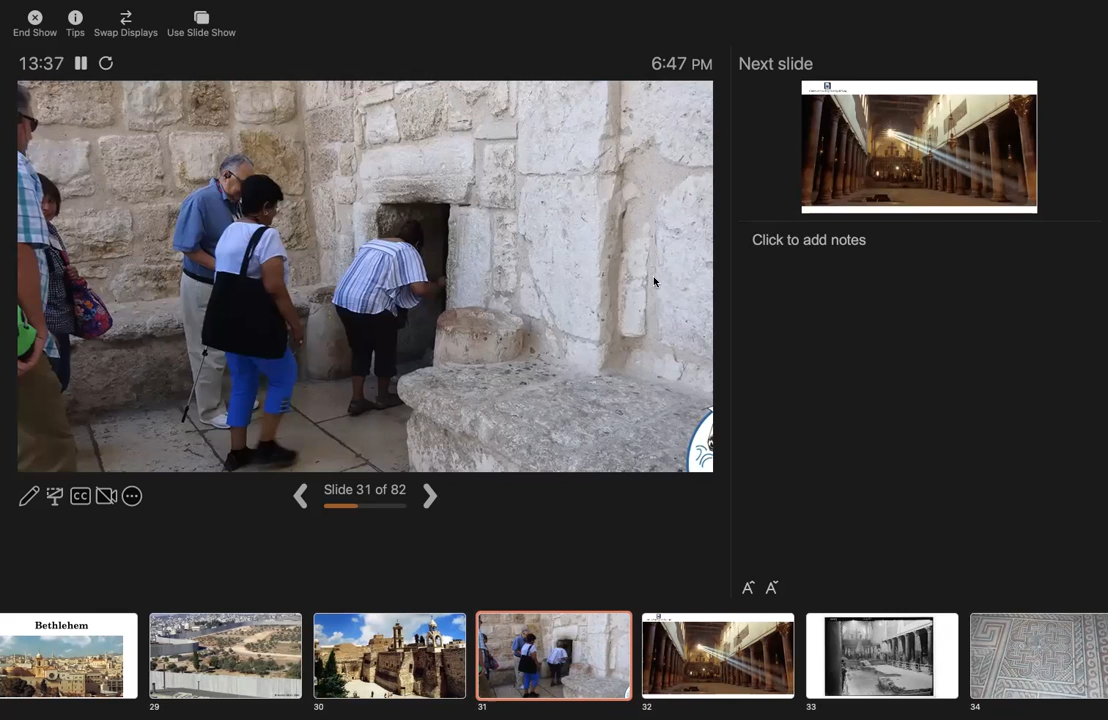 End Show
Tips
Swap Displays
Use Slide Show
13:37
6:47 PM
Next slide
Click to add notes
CC
Slide 31 of 82
Bethlehem
29
30
31
32
33
34